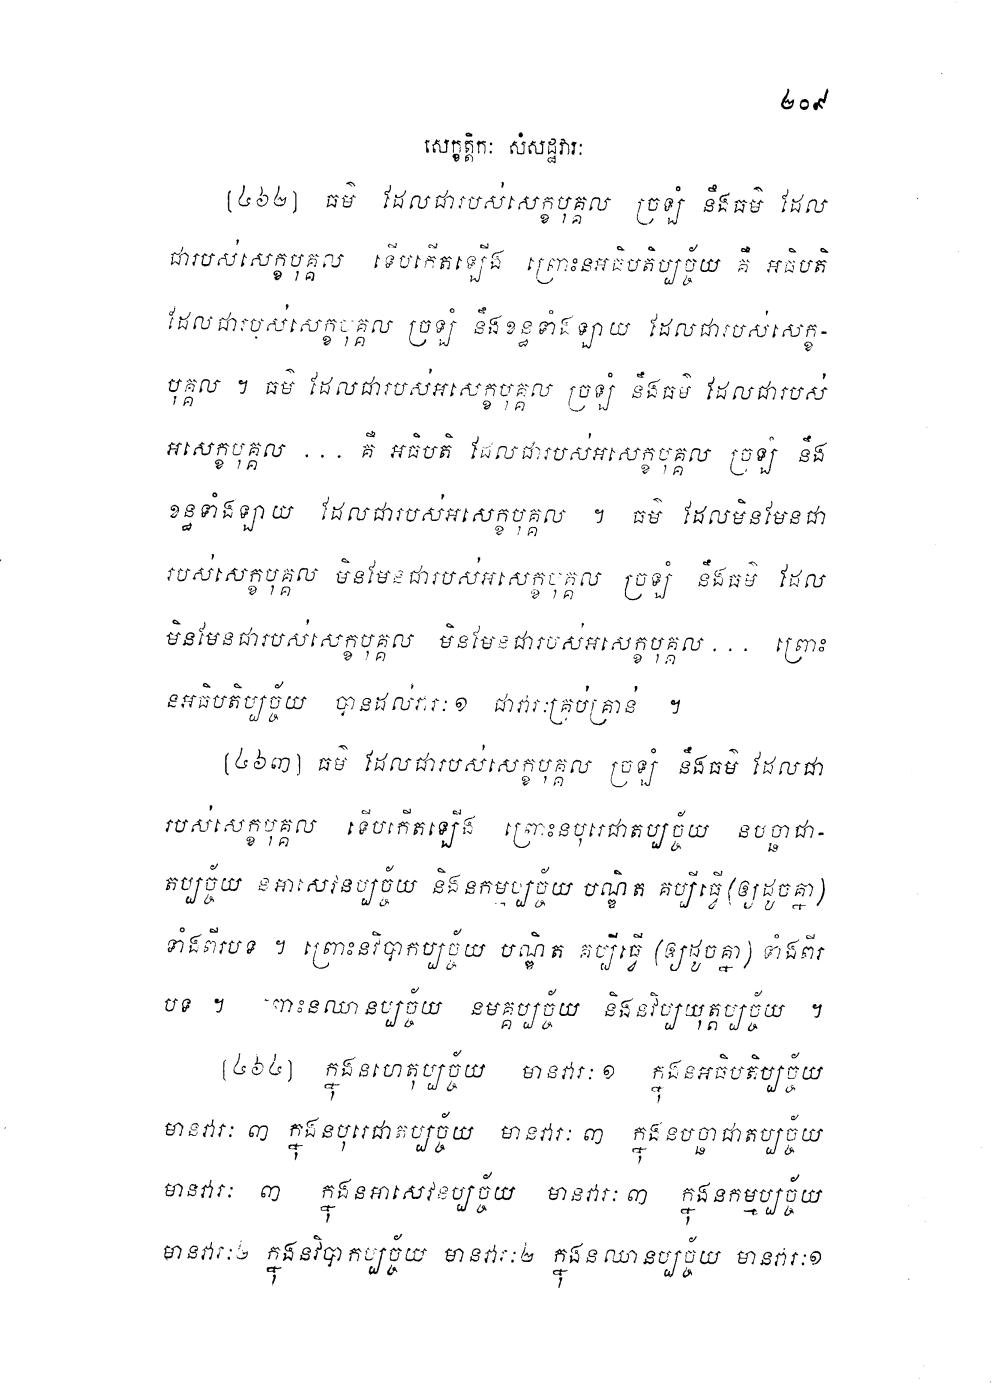 ២០៩
សេក្ខត្តិកៈ សំសដ្ឋវារៈ
[៤៦២] ធម៌ ដែលជារបស់សេក្ខបុគ្គល ច្រឡំ នឹងធម៌ ដែល
ជារបស់សេក្ខបុគ្គល ទើបកើតឡើង ព្រោះនអធិបតិប្បច្ច័យ គឺ អធិបតិ
ដែលជារបស់សេក្ខបុគ្គល ច្រឡំ នឹងខន្ធទាំងឡាយ ដែលជារបស់សេក្ខ-
បុគ្គល ។ ធម៌ ដែលជារបស់អសេក្ខបុគ្គល ច្រឡំ នឹងធម៌ ដែលជារបស់
អសេក្ខបុគ្គល ... គឺ អធិបតិ ដែលជារបស់អសេក្ខបុគ្គល ច្រឡំ នឹង
ខន្ធទាំងឡាយ ដែលជារបស់អសេក្ខបុគ្គល ។ ធម៌ ដែលមិនមែនជា
របស់សេក្ខបុគ្គល មិនមែនជារបស់អសេក្ខបុគ្គល ច្រឡំ នឹងធម៌ ដែល
មិនមែនជារបស់សេក្ខបុគ្គល មិនមែនជារបស់អសេក្ខបុគ្គល ... ព្រោះ
នអធិបតិប្បច្ច័យ បានដល់វារៈ ១ ជាវារៈគ្រប់គ្រាន់ ។
[៤៦៣] ធម៌ ដែលជារបស់សេក្ខបុគ្គល ច្រឡំ នឹងធម៌ ដែលជា
របស់សេក្ខបុគ្គល ទើបកើតឡើង ព្រោះនបុរេជាតប្បច្ច័យ នបច្ឆាជា-
តប្បច្ច័យ នអាសេវនប្បច្ច័យ និងនកម្មប្បច្ច័យ បណ្ឌិត គប្បីធ្វើ (ឲ្យដូចគ្នា)
ទាំងពីរបទ ។ ព្រោះនវិបាកប្បច្ច័យ បណ្ឌិត គប្បីធ្វើ (ឲ្យដូចគ្នា) ទាំងពីរ
បទ ។ ព្រោះនឈានប្បច្ច័យ នមគ្គប្បច្ច័យ និងនវិប្បយុត្តប្បច្ច័យ ។
[៤៦៤] ក្នុងនហេតុប្បច្ច័យ មានវារៈ ១ ក្នុងនអធិបតិប្បច្ច័យ
មានវារៈ ៣ ក្នុងនបុរេជាតប្បច្ច័យ មានវារៈ ៣ ក្នុងនបច្ឆាជាតប្បច្ច័យ
មានវារៈ ៣ ក្នុងនអាសេវនប្បច្ច័យ មានវារៈ ៣ ក្នុងនកម្មប្បច្ច័យ
មានវារៈ ២ ក្នុងនវិបាកប្បច្ច័យ មានវារៈ ២ ក្នុងនឈានប្បច្ច័យ មានវារៈ ១